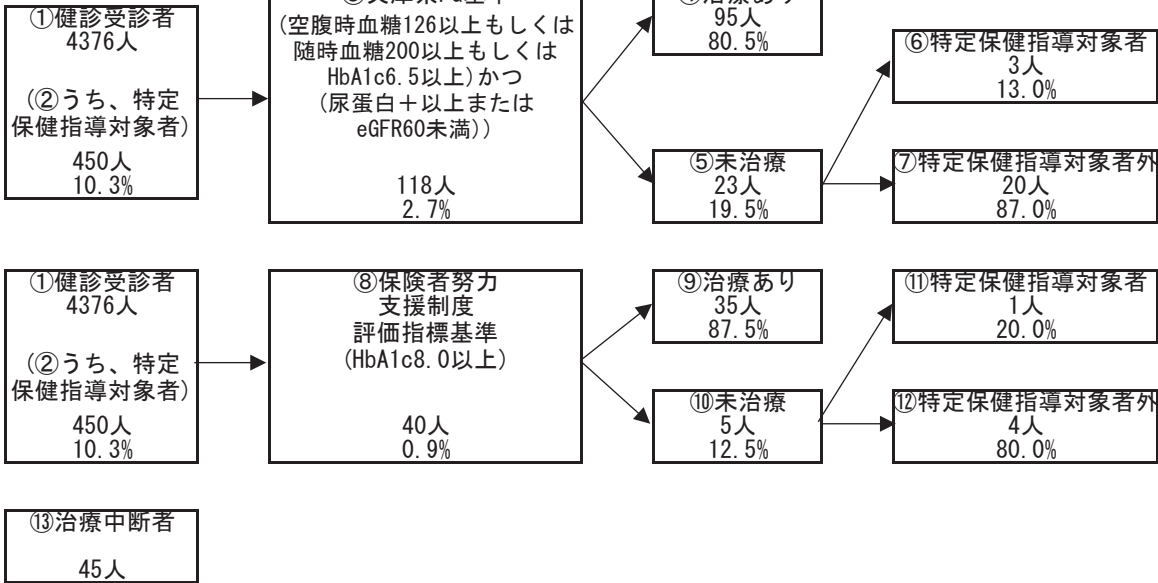 ①健診受診者
4376人
(②うち、特定
保健指導対象者)
450人
10.3%
(空腹時血糖126以上もしくは
随時血糖200以上もしくは
HbA1c6.5以上)かつ
(尿蛋白＋以上または
eGFR60未満))
118人
2.7%
95人
80.5%
⑤未治療
23人
19.5%
⑥特定保健指導対象者
3人
13.0%
⑦特定保健指導対象者外
20人
87.0%
①健診受診者
4376人
(②うち、特定
保健指導対象者)
450人
10.3%
⑧保険者努力
支援制度
評価指標基準
(HbA1c8.0以上)
40人
0.9%
⑨治療あり
35人
87.5%
⑩未治療
5人
12.5%
⑪特定保健指導対象者
1人
20.0%
⑫特定保健指導対象者外
4人
80.0%
⑬治療中断者
45人